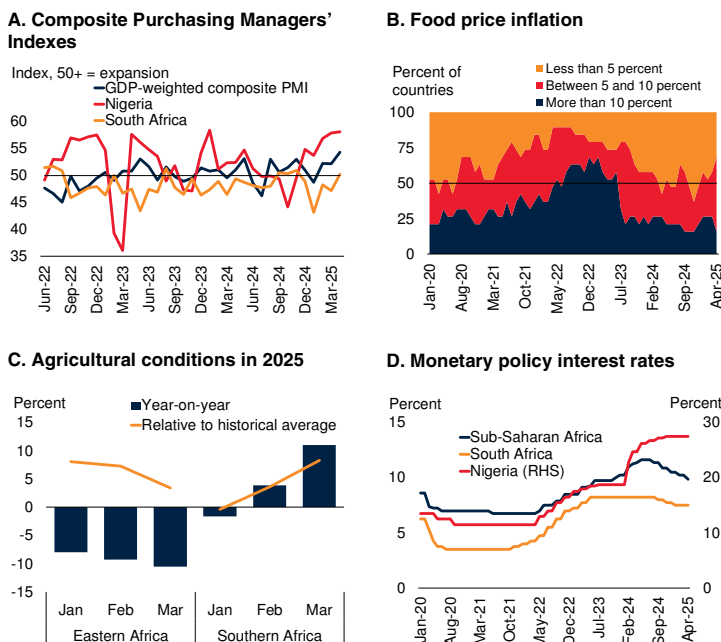 A. Composite Purchasing Managers'
Indexes
Index, 50+ = expansion
GDP-weighted composite PMI
Nigeria
South Africa
60
55
50
45
40
35
Jun-22
Sep-22
Dec-22
Mar-23
Jun-23
Sep-23
Dec-23
Mar-24
Jun-24
Sep-24
Dec-24
Mar-25
B. Food price inflation
Percent of
countries
Less than 5 percent
Between 5 and 10 percent
More than 10 percent
100
75
50
25
0
Jan-20
Aug-20
Mar-21
Oct-21
May-22
Dec-22
Jul-23
Feb-24
Sep-24
Apr-25
C. Agricultural conditions in 2025
Percent
Year-on-year
Relative to historical average
15
10
5
0
-5
-10
-15
Jan Feb Mar Jan Feb Mar
Eastern Africa Southern Africa
D. Monetary policy interest rates
Percent Percent
Sub-Saharan Africa
South Africa
Nigeria (RHS)
15 30
10 20
5 10
0 0
Jan-20
Aug-20
Mar-21
Oct-21
May-22
Dec-22
Jul-23
Feb-24
Sep-24
Apr-25